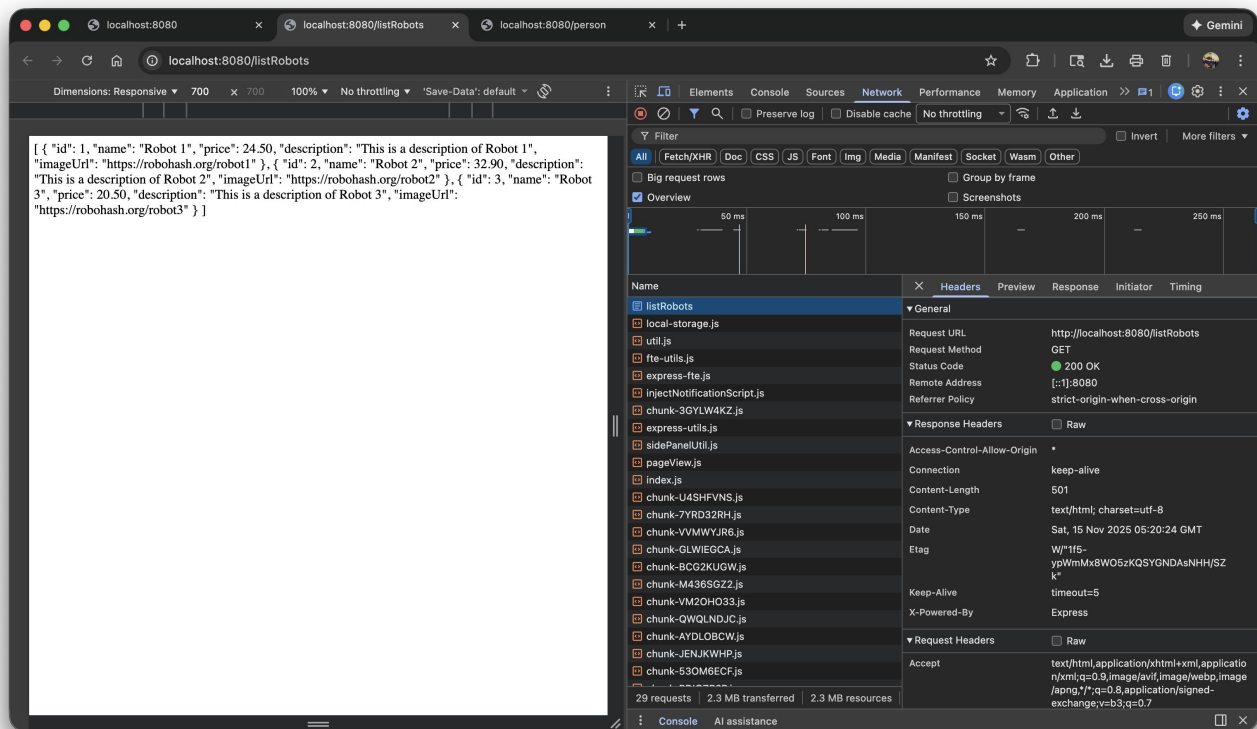 localhost:8080
localhost:8080/listRobots
localhost:8080/person
Gemini
localhost:8080/listRobots
Dimensions: Responsive 700 x 700 100% No throttling 'Save-Data': default
Elements Console Sources Network Performance Memory Application 1
Preserve log Disable cache No throttling
Filter Invert More filters
All Fetch/XHR Doc CSS JS Font Img Media Manifest Socket Wasm Other
Big request rows Group by frame
Overview Screenshots
50 ms 100 ms 150 ms 200 ms 250 ms
[ { "id": 1, "name": "Robot 1", "price": 24.50, "description": "This is a description of Robot 1",
"imageUrl": "https://robohash.org/robot1" }, { "id": 2, "name": "Robot 2", "price": 32.90, "description":
"This is a description of Robot 2", "imageUrl": "https://robohash.org/robot2" }, { "id": 3, "name": "Robot
3", "price": 20.50, "description": "This is a description of Robot 3", "imageUrl":
"https://robohash.org/robot3" } ]
Name
listRobots
local-storage.js
util.js
fte-utils.js
express-fte.js
injectNotificationScript.js
chunk-3GYLW4KZ.js
express-utils.js
sidePanelUtil.js
pageView.js
index.js
chunk-U4SHFVNS.js
chunk-7YRD32RH.js
chunk-VVMWYJR6.js
chunk-GLWIEGCA.js
chunk-BCG2KUGW.js
chunk-M436SGZ2.js
chunk-VM2OHO33.js
chunk-QWQLNDJC.js
chunk-AYDLOBCW.js
chunk-JENJKWHP.js
chunk-53OM6ECF.js
29 requests 2.3 MB transferred 2.3 MB resources
Headers Preview Response Initiator Timing
General
Request URL http://localhost:8080/listRobots
Request Method GET
Status Code 200 OK
Remote Address [::1]:8080
Referrer Policy strict-origin-when-cross-origin
Response Headers Raw
Access-Control-Allow-Origin *
Connection keep-alive
Content-Length 501
Content-Type text/html; charset=utf-8
Date Sat, 15 Nov 2025 05:20:24 GMT
Etag W/"1f5-
ypWmMx8WO5zKQSYGNDAsNHH/SZ
k"
Keep-Alive timeout=5
X-Powered-By Express
Request Headers Raw
Accept text/html,application/xhtml+xml,applicatio
n/xml;q=0.9,image/avif,image/webp,image
/apng,*/*;q=0.8,application/signed-
exchange;v=b3;q=0.7
Console AI assistance